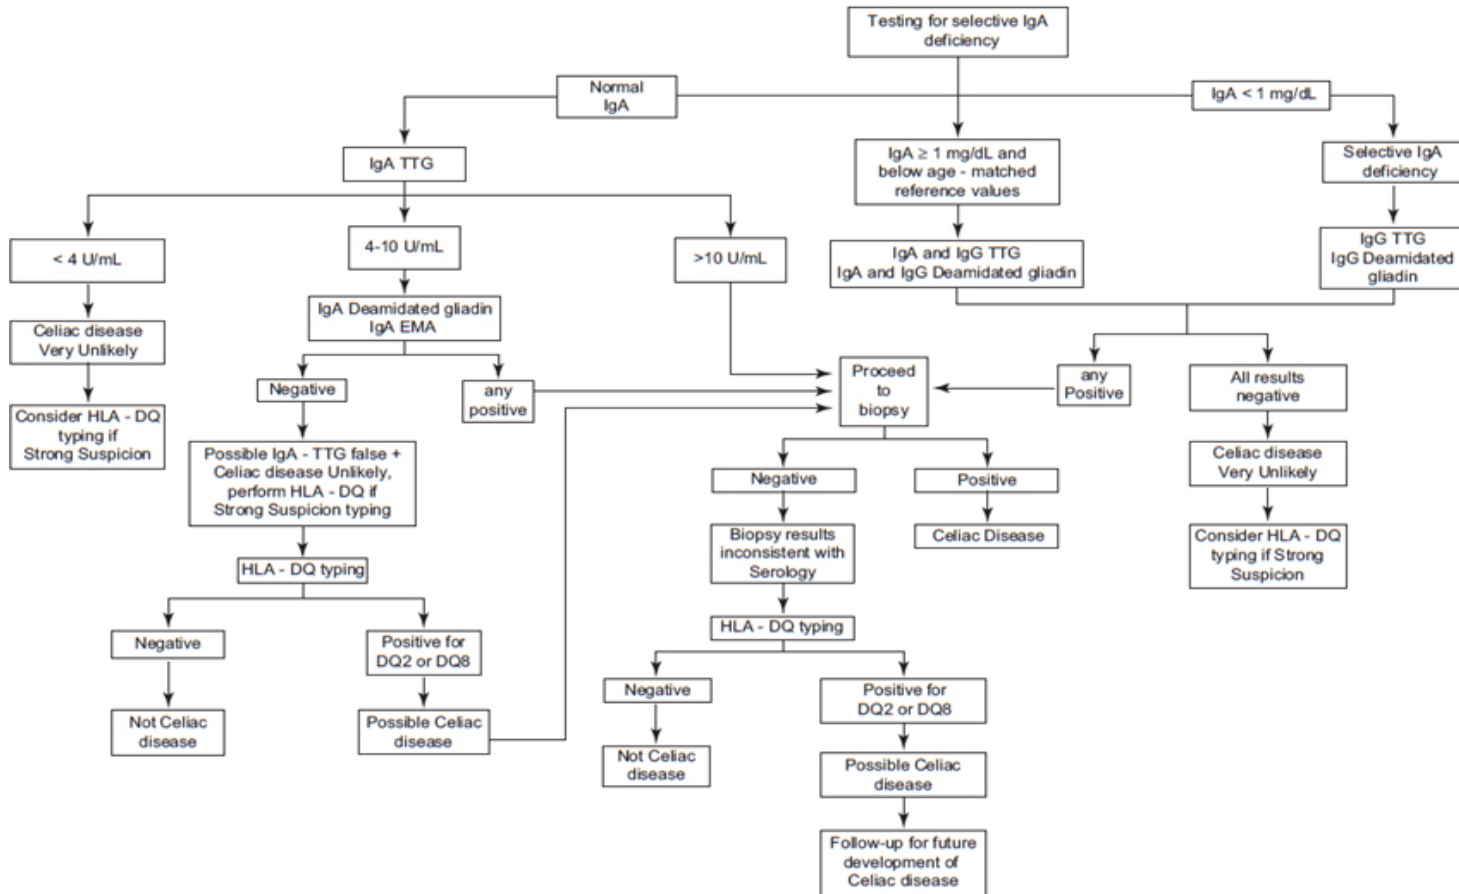 Testing for selective IgA
deficiency
Normal
IgA
IgA < 1 mg/dL
IgA TTG
IgA ≥ 1 mg/dL and
below age - matched
reference values
Selective IgA
deficiency
< 4 U/mL
4-10 U/mL
>10 U/mL
IgA and IgG TTG
IgA and IgG Deamidated gliadin
IgG TTG
IgG Deamidated
gliadin
Celiac disease
Very Unlikely
IgA Deamidated gliadin
IgA EMA
Consider HLA - DQ
typing if
Strong Suspicion
Negative
any
positive
Proceed
to
biopsy
any
Positive
All results
negative
Possible IgA - TTG false +
Celiac disease Unlikely,
perform HLA - DQ if
Strong Suspicion typing
Negative
Positive
Celiac disease
Very Unlikely
HLA - DQ typing
Biopsy results
inconsistent with
Serology
Celiac Disease
Consider HLA - DQ
typing if Strong
Suspicion
Negative
Positive for
DQ2 or DQ8
HLA - DQ typing
Not Celiac
disease
Possible Celiac
disease
Negative
Positive for
DQ2 or DQ8
Not Celiac
disease
Possible Celiac
disease
Follow-up for future
development of
Celiac disease